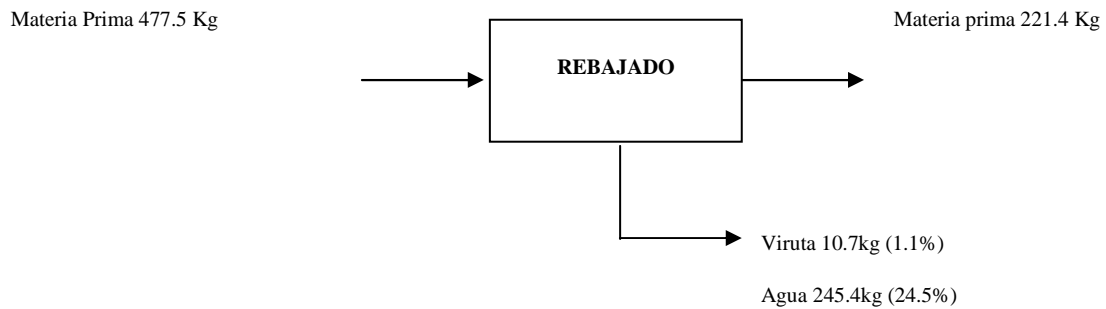 Materia Prima 477.5 Kg
Materia prima 221.4 Kg
REBAJADO
Viruta 10.7kg (1.1%)
Agua 245.4kg (24.5%)